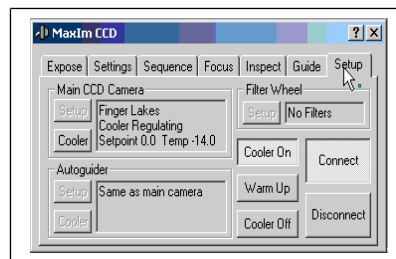 MaxIm CCD
? x
Expose Settings Sequence Focus Inspect Guide Setup
Main CCD Camera
Setup
Finger Lakes
Cooler Regulating
Cooler
Setpoint 0.0 Temp -14.0
Filter Wheel
Setup
No Filters
Autoguider
Setup
Same as main camera
Cooler
Cooler On
Connect
Warm Up
Cooler Off
Disconnect